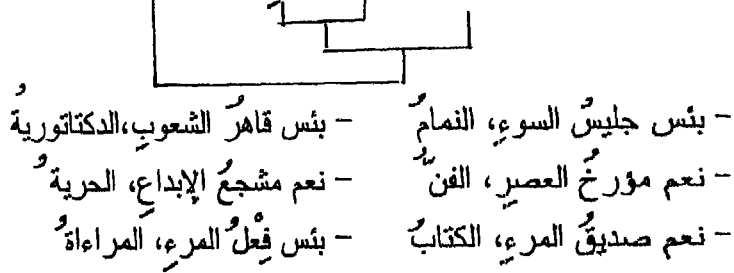 - بئس جليسُ السوءِ، النمامُ - بئس قاهرُ الشعوبِ،الدكتاتوريةُ
- نعم مؤرخُ العصرِ، الفنُّ - نعم مشجعُ الإبداعِ، الحريةُ
- نعم صديقُ المرءِ، الكتابُ - بئس فِعْلُ المرءِ، المراءاةُ